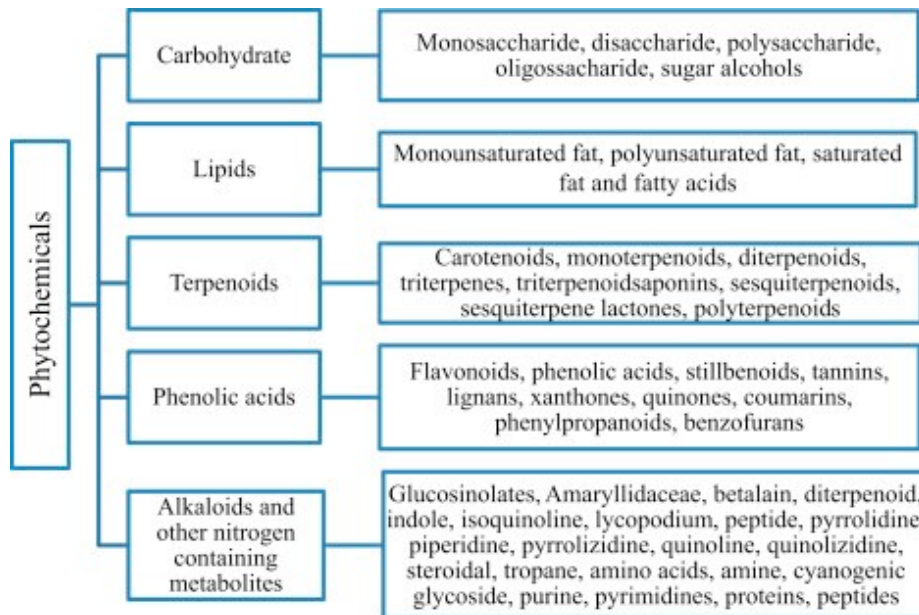 Phytochemicals
Carbohydrate
Monosaccharide, disaccharide, polysaccharide,
oligossacharide, sugar alcohols
Lipids
Monounsaturated fat, polyunsaturated fat, saturated
fat and fatty acids
Terpenoids
Carotenoids, monoterpenoids, diterpenoids,
triterpenes, triterpenoidsaponins, sesquiterpenoids,
sesquiterpene lactones, polyterpenoids
Phenolic acids
Flavonoids, phenolic acids, stillbenoids, tannins,
lignans, xanthones, quinones, coumarins,
phenylpropanoids, benzofurans
Alkaloids and
other nitrogen
containing
metabolites
Glucosinolates, Amaryllidaceae, betalain, diterpenoid,
indole, isoquinoline, lycopodium, peptide, pyrrolidine,
piperidine, pyrrolizidine, quinoline, quinolizidine,
steroidal, tropane, amino acids, amine, cyanogenic
glycoside, purine, pyrimidines, proteins, peptides